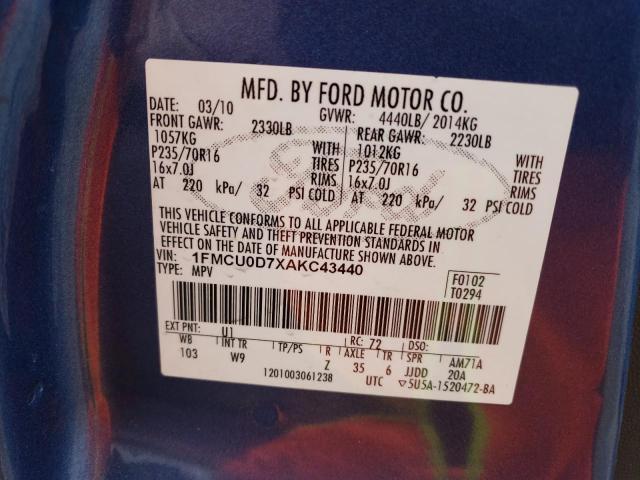 MFD. BY FORD MOTOR CO.
DATE: 03/10 GVWR: 4440LB/ 2014KG
FRONT GAWR: 2330LB REAR GAWR: 2230LB
1057KG WITH 1012KG WITH
P235/70R16 TIRES P235/70R16 TIRES
16x7.0J RIMS 16x7.0J RIMS
AT 220 kPa/ 32 PSI COLD AT 220 kPa/ 32 PSI COLD
THIS VEHICLE CONFORMS TO ALL APPLICABLE FEDERAL MOTOR
VEHICLE SAFETY AND THEFT PREVENTION STANDARDS IN
EFFECT ON THE DATE OF MANUFACTURE SHOWN ABOVE.
VIN: 1FMCU0D7XAKC43440
TYPE: MPV
F0102
T0294
EXT PNT: U1 RC: 72 DSO:
WB INT TR TP/PS R AXLE TR SPR AM71A
103 W9 Z 35 6 JJDD 20A
1201003061238 UTC 5U5A-1520472-BA
Ford